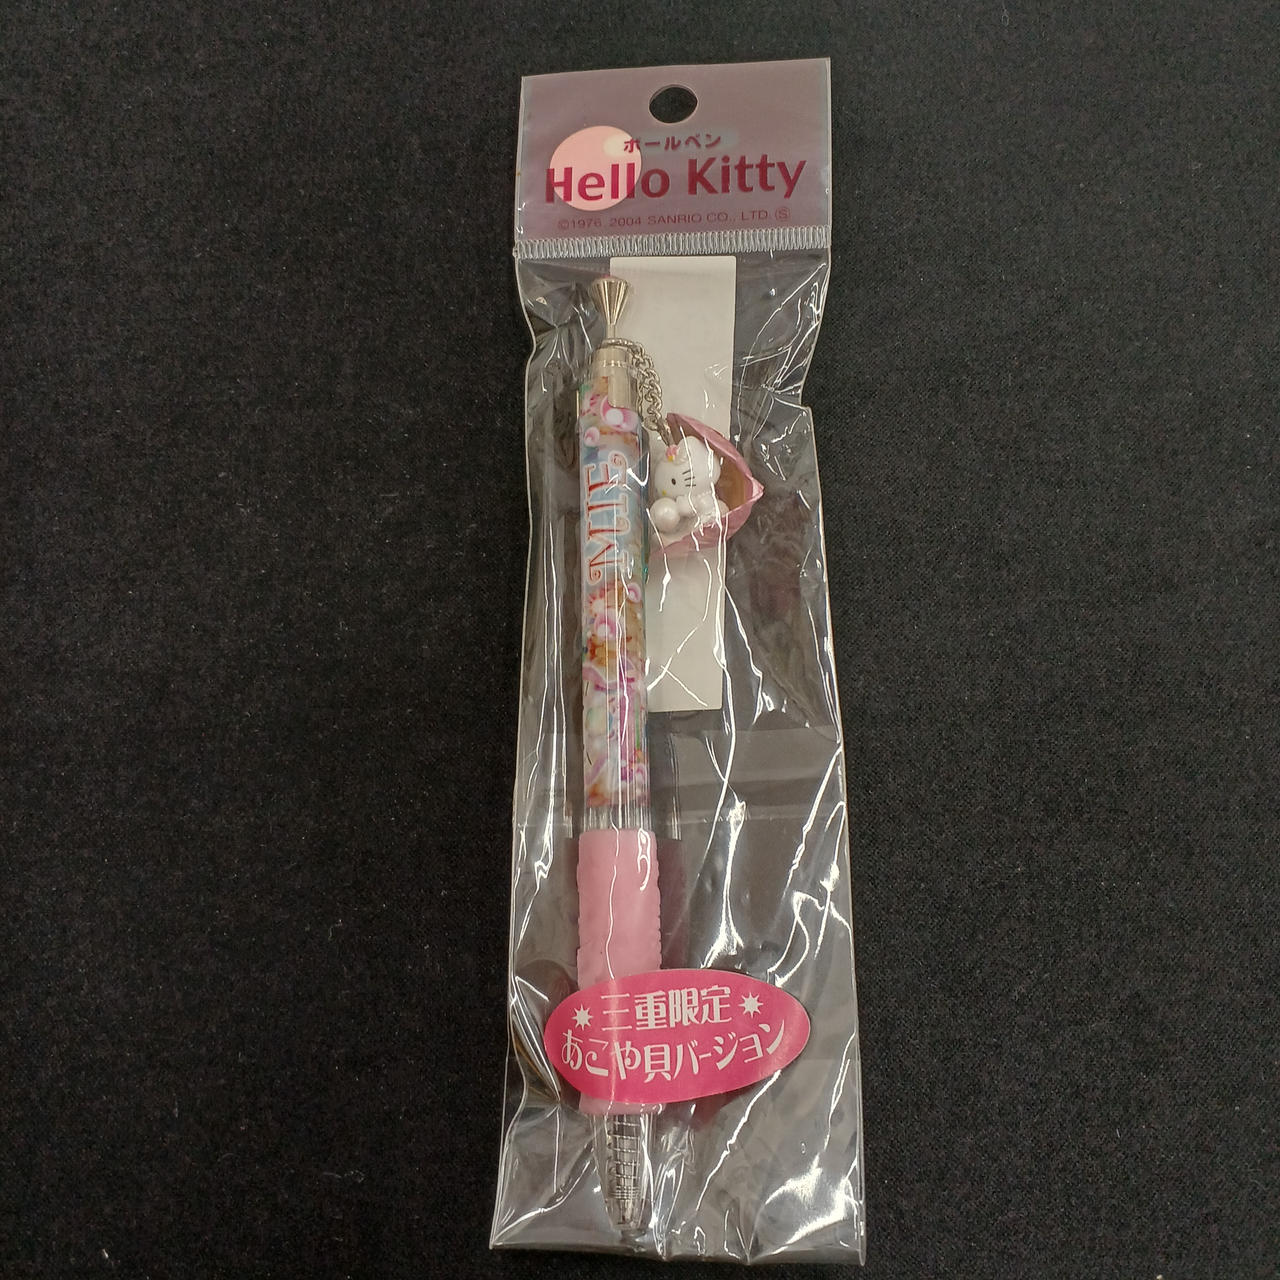 ボールペン
Hello Kitty
©1976, 2004 SANRIO CO., LTD. Ⓢ
MIE
三重限定
あこや貝バージョン